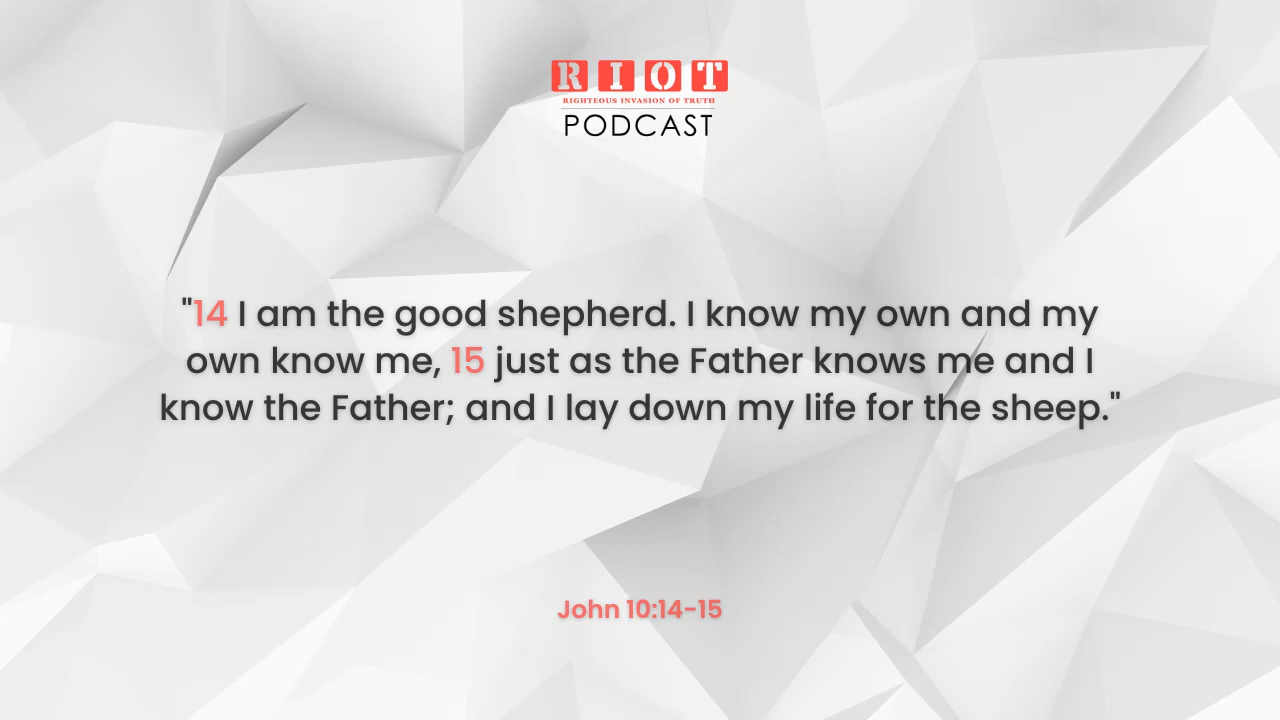 RIOT
RIGHTEOUS INVASION OF TRUTH
PODCAST
"14 I am the good shepherd. I know my own and my
own know me, 15 just as the Father knows me and I
know the Father; and I lay down my life for the sheep."
John 10:14-15